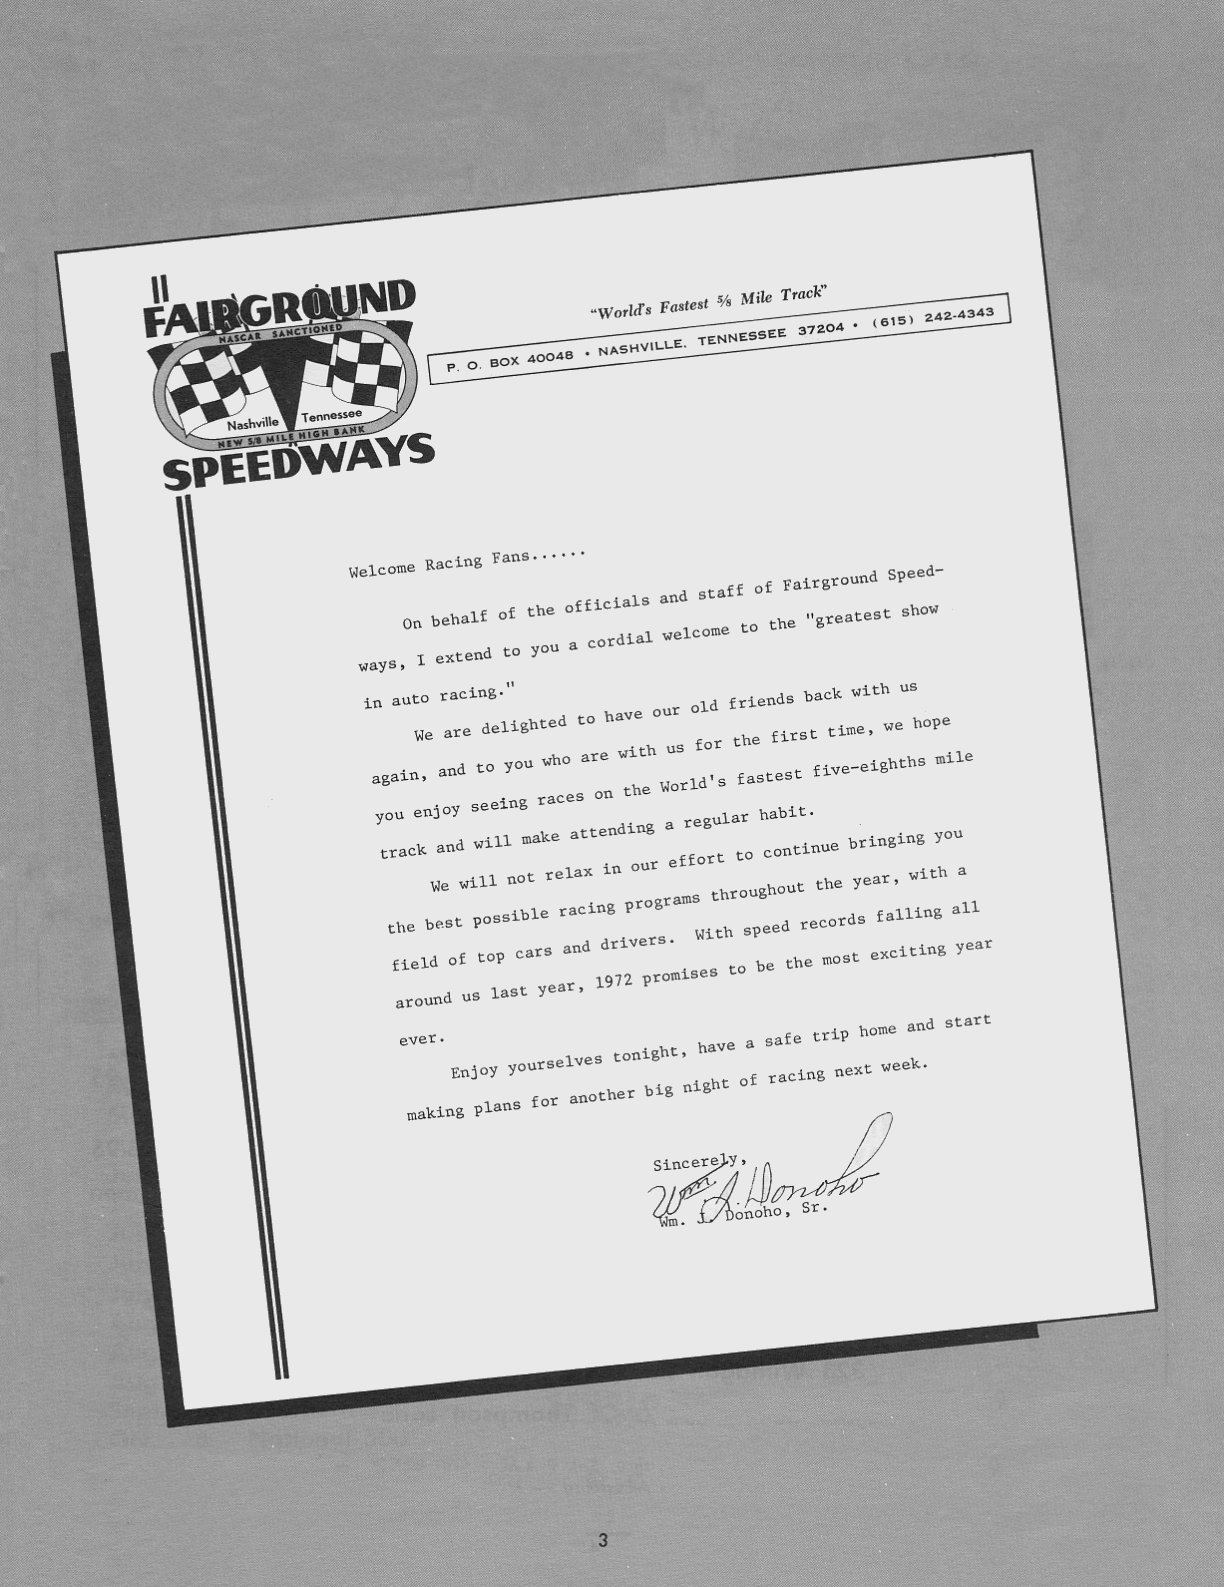 FAIRGROUND
NASCAR SANCTIONED
Nashville Tennessee
NEW 5/8 MILE HIGH BANK
SPEEDWAYS
"World's Fastest 5/8 Mile Track"
P. O. BOX 40048 • NASHVILLE, TENNESSEE 37204 • (615) 242-4343
Welcome Racing Fans......
On behalf of the officials and staff of Fairground Speed-
ways, I extend to you a cordial welcome to the "greatest show
in auto racing."
We are delighted to have our old friends back with us
again, and to you who are with us for the first time, we hope
you enjoy seeing races on the World's fastest five-eighths mile
track and will make attending a regular habit.
We will not relax in our effort to continue bringing you
the best possible racing programs throughout the year, with a
field of top cars and drivers. With speed records falling all
around us last year, 1972 promises to be the most exciting year
ever.
Enjoy yourselves tonight, have a safe trip home and start
making plans for another big night of racing next week.
Sincerely,
Wm J. Donoho
Wm. J. Donoho, Sr.
3